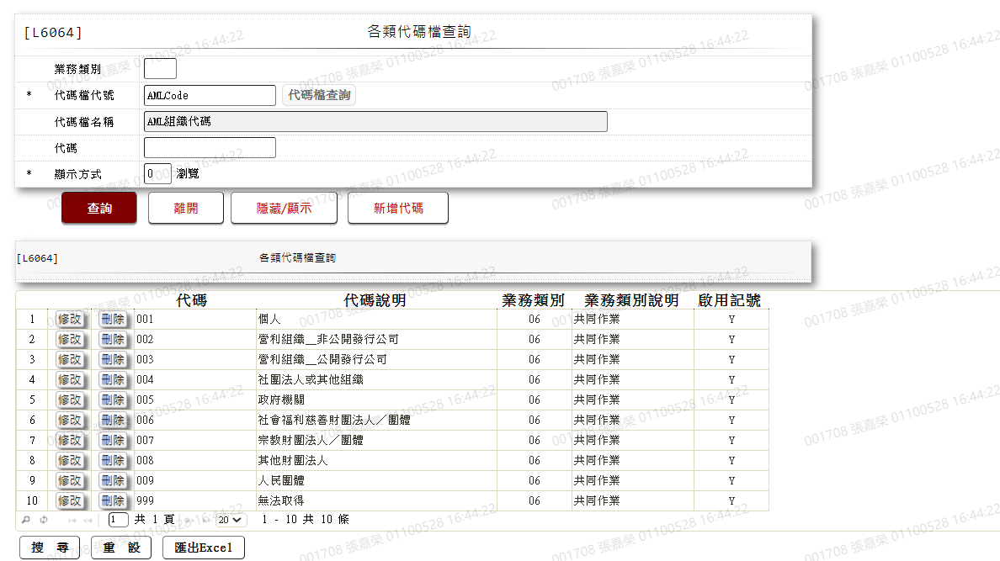 [L6064] 各類代碼檔查詢
業務類別
* 代碼檔代號 AMLCode 代碼檔查詢
代碼檔名稱 AML組織代碼
代碼
* 顯示方式 0 瀏覽
查詢 離開 隱藏/顯示 新增代碼
[L6064] 各類代碼檔查詢
代碼 代碼說明 業務類別 業務類別說明 啟用記號
1 修改 刪除 001 個人 06 共同作業 Y
2 修改 刪除 002 營利組織__非公開發行公司 06 共同作業 Y
3 修改 刪除 003 營利組織__公開發行公司 06 共同作業 Y
4 修改 刪除 004 社團法人或其他組織 06 共同作業 Y
5 修改 刪除 005 政府機關 06 共同作業 Y
6 修改 刪除 006 社會福利慈善財團法人／團體 06 共同作業 Y
7 修改 刪除 007 宗教財團法人／團體 06 共同作業 Y
8 修改 刪除 008 其他財團法人 06 共同作業 Y
9 修改 刪除 009 人民團體 06 共同作業 Y
10 修改 刪除 999 無法取得 06 共同作業 Y
1 共 1 頁 20 1 - 10 共 10 條
搜 尋 重 設 匯出Excel
001708 張嘉榮 01100528 16:44:22